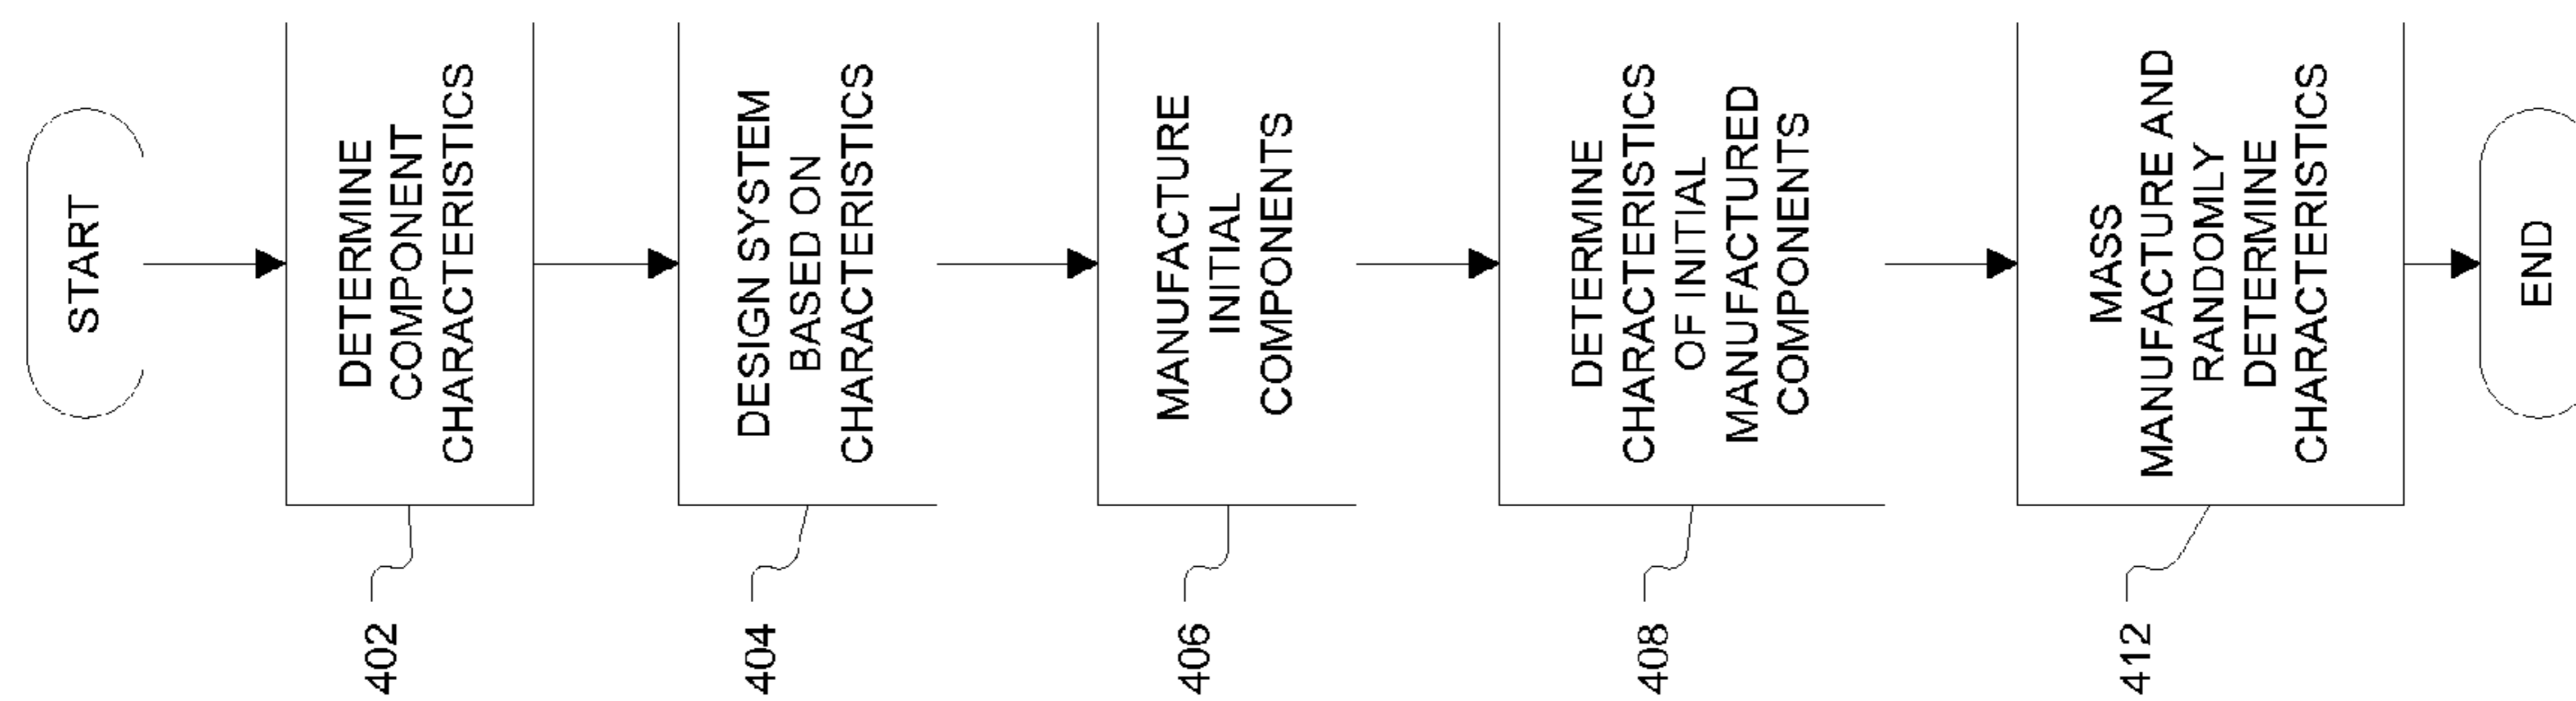 START
DETERMINE
COMPONENT
CHARACTERISTICS
402
DESIGN SYSTEM
BASED ON
CHARACTERISTICS
404
MANUFACTURE
INITIAL
COMPONENTS
406
DETERMINE
CHARACTERISTICS
OF INITIAL
MANUFACTURED
COMPONENTS
408
MASS
MANUFACTURE AND
RANDOMLY
DETERMINE
CHARACTERISTICS
412
END